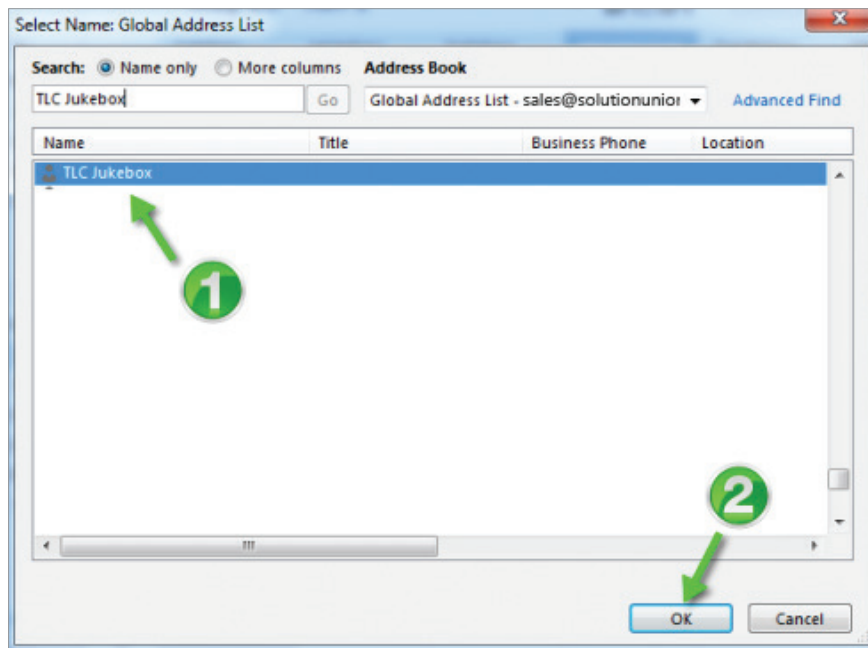 Select Name: Global Address List
Search: Name only More columns Address Book
TLC Jukebox Go Global Address List - sales@solutionunior Advanced Find
Name Title Business Phone Location
TLC Jukebox
1
2
OK Cancel